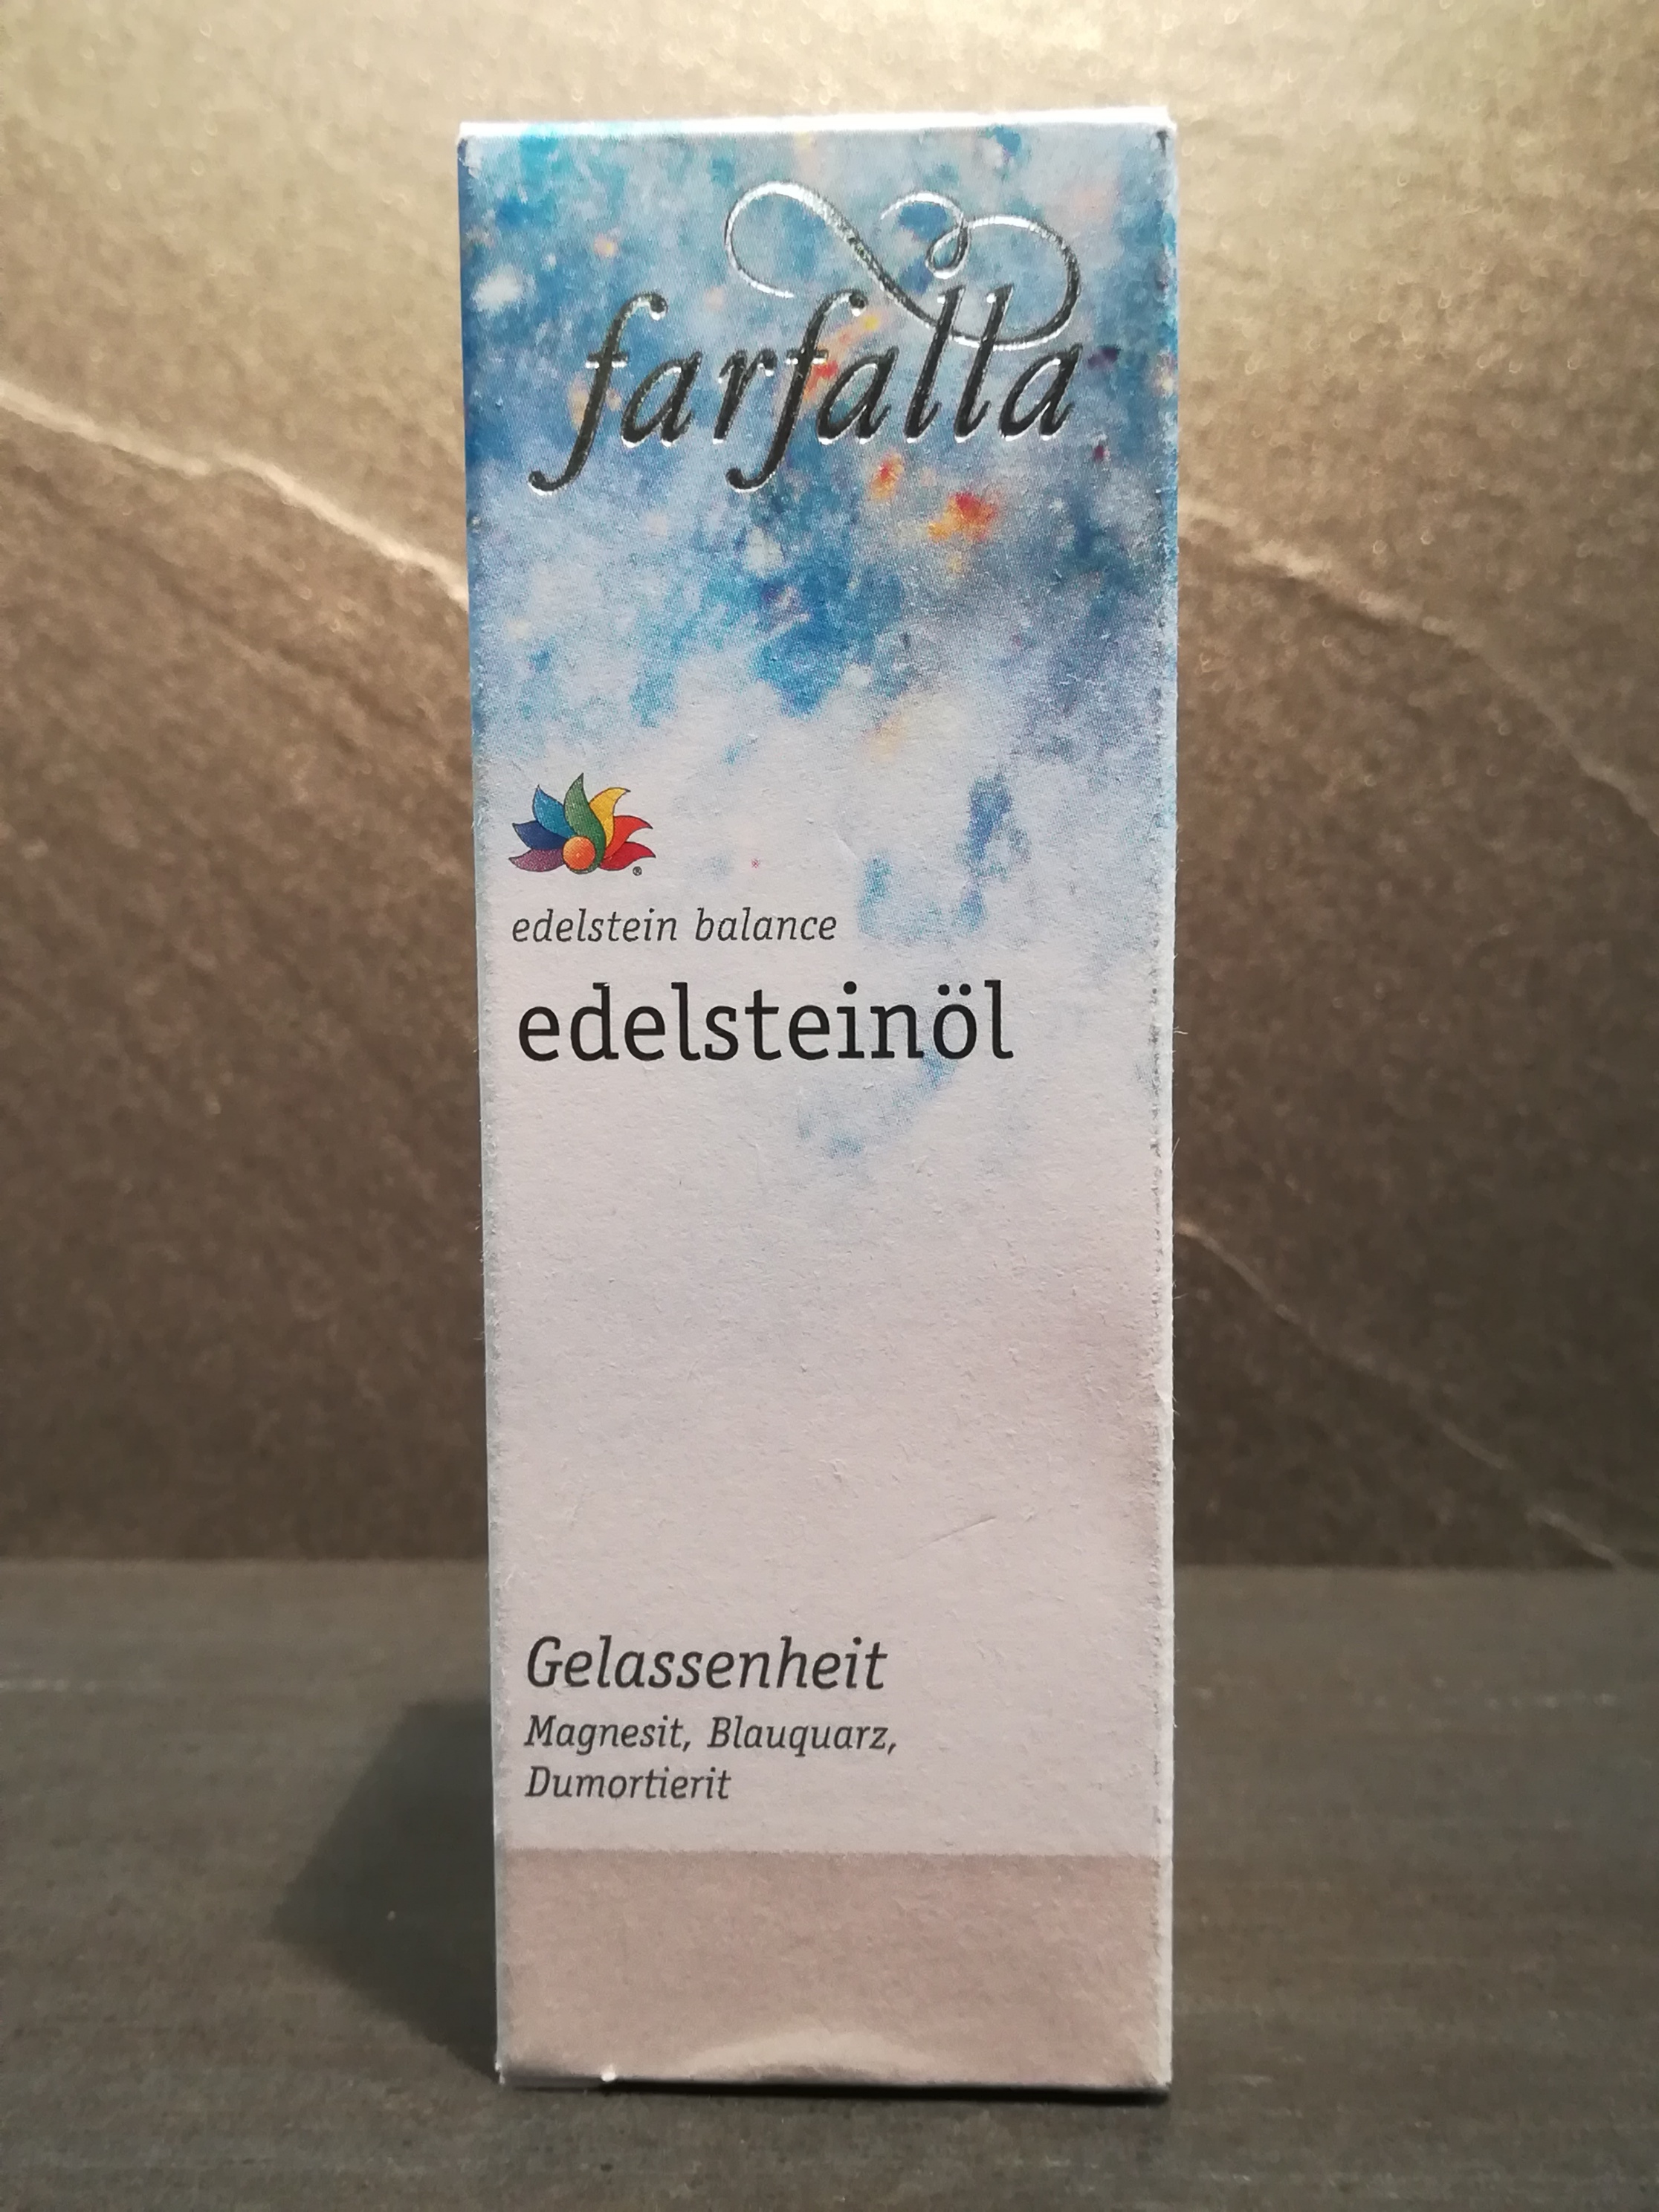 farfalla
®
edelstein balance
edelsteinöl
Gelassenheit
Magnesit, Blauquarz,
Dumortierit